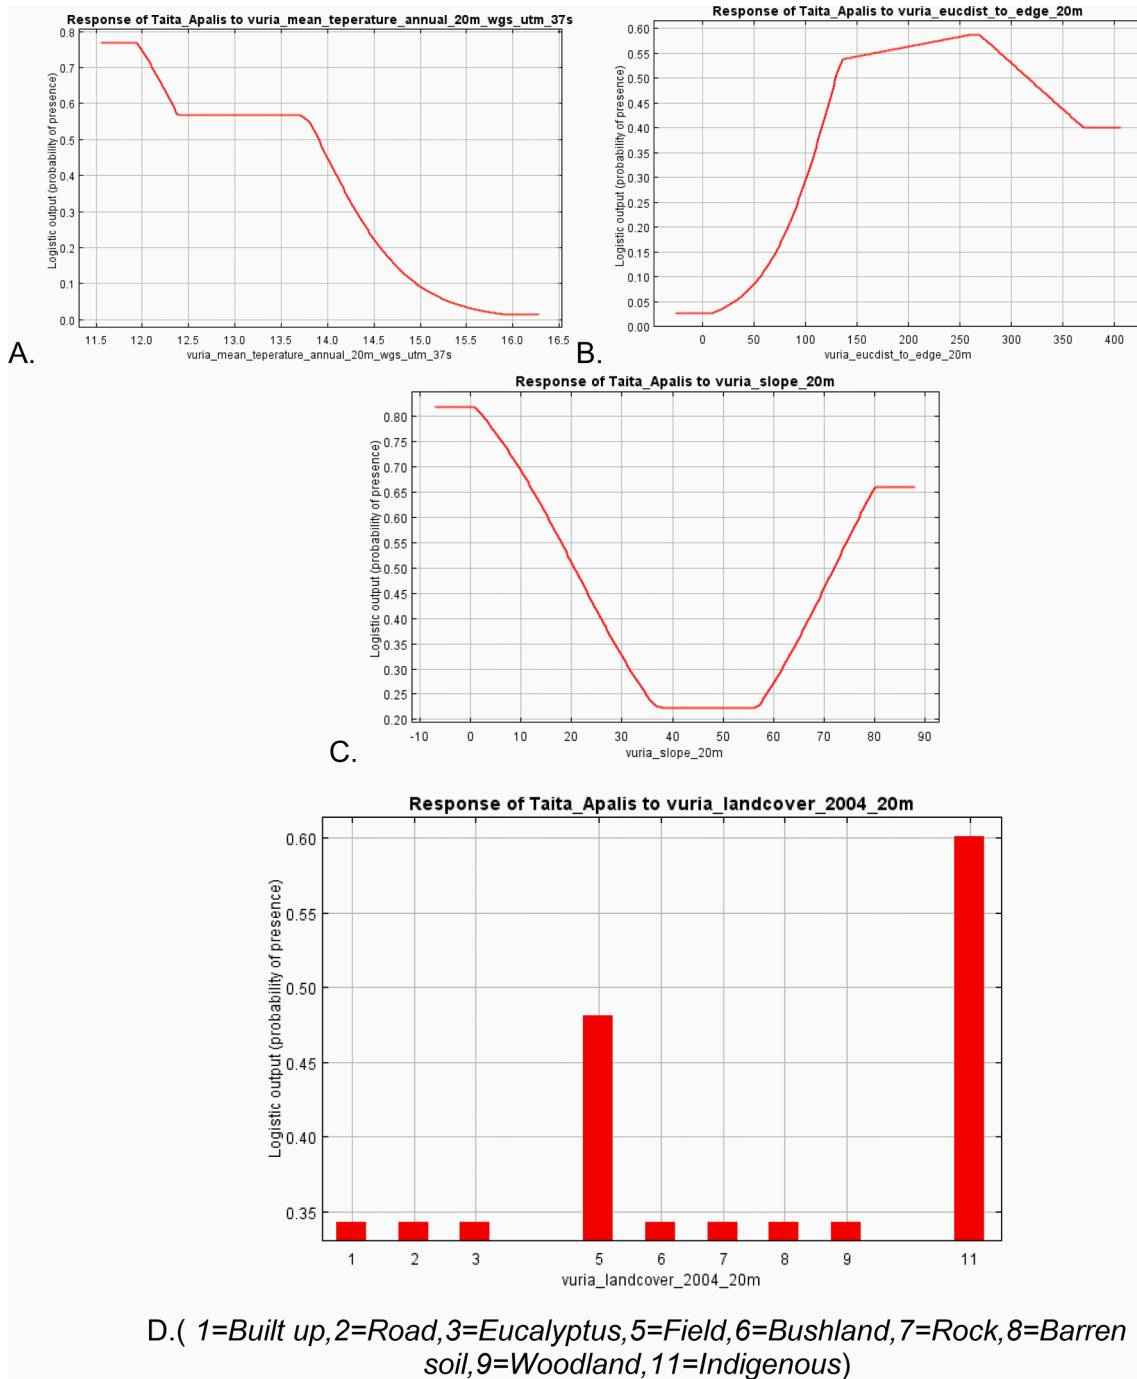 Response of Taita_Apalis to vuria_mean_teperature_annual_20m_wgs_utm_37s
Logistic output (probability of presence)
0.8
0.7
0.6
0.5
0.4
0.3
0.2
0.1
0.0
11.5 12.0 12.5 13.0 13.5 14.0 14.5 15.0 15.5 16.0 16.5
vuria_mean_teperature_annual_20m_wgs_utm_37s
A.
Response of Taita_Apalis to vuria_eucdist_to_edge_20m
Logistic output (probability of presence)
0.60
0.55
0.50
0.45
0.40
0.35
0.30
0.25
0.20
0.15
0.10
0.05
0.00
0 50 100 150 200 250 300 350 400
vuria_eucdist_to_edge_20m
B.
Response of Taita_Apalis to vuria_slope_20m
Logistic output (probability of presence)
0.80
0.75
0.70
0.65
0.60
0.55
0.50
0.45
0.40
0.35
0.30
0.25
0.20
-10 0 10 20 30 40 50 60 70 80 90
vuria_slope_20m
C.
Response of Taita_Apalis to vuria_landcover_2004_20m
Logistic output (probability of presence)
0.60
0.55
0.50
0.45
0.40
0.35
1 2 3 5 6 7 8 9 11
vuria_landcover_2004_20m
D.( 1=Built up,2=Road,3=Eucalyptus,5=Field,6=Bushland,7=Rock,8=Barren
soil,9=Woodland,11=Indigenous)